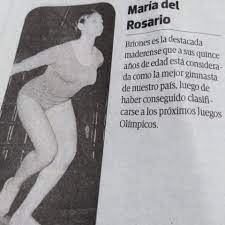 María del
Rosario
Briones es la destacada
maderense que a sus quince
años de edad está considera-
da como la mejor gimnasta
de nuestro país, luego de
haber conseguido clasifi-
carse a los próximos Juegos
Olímpicos.